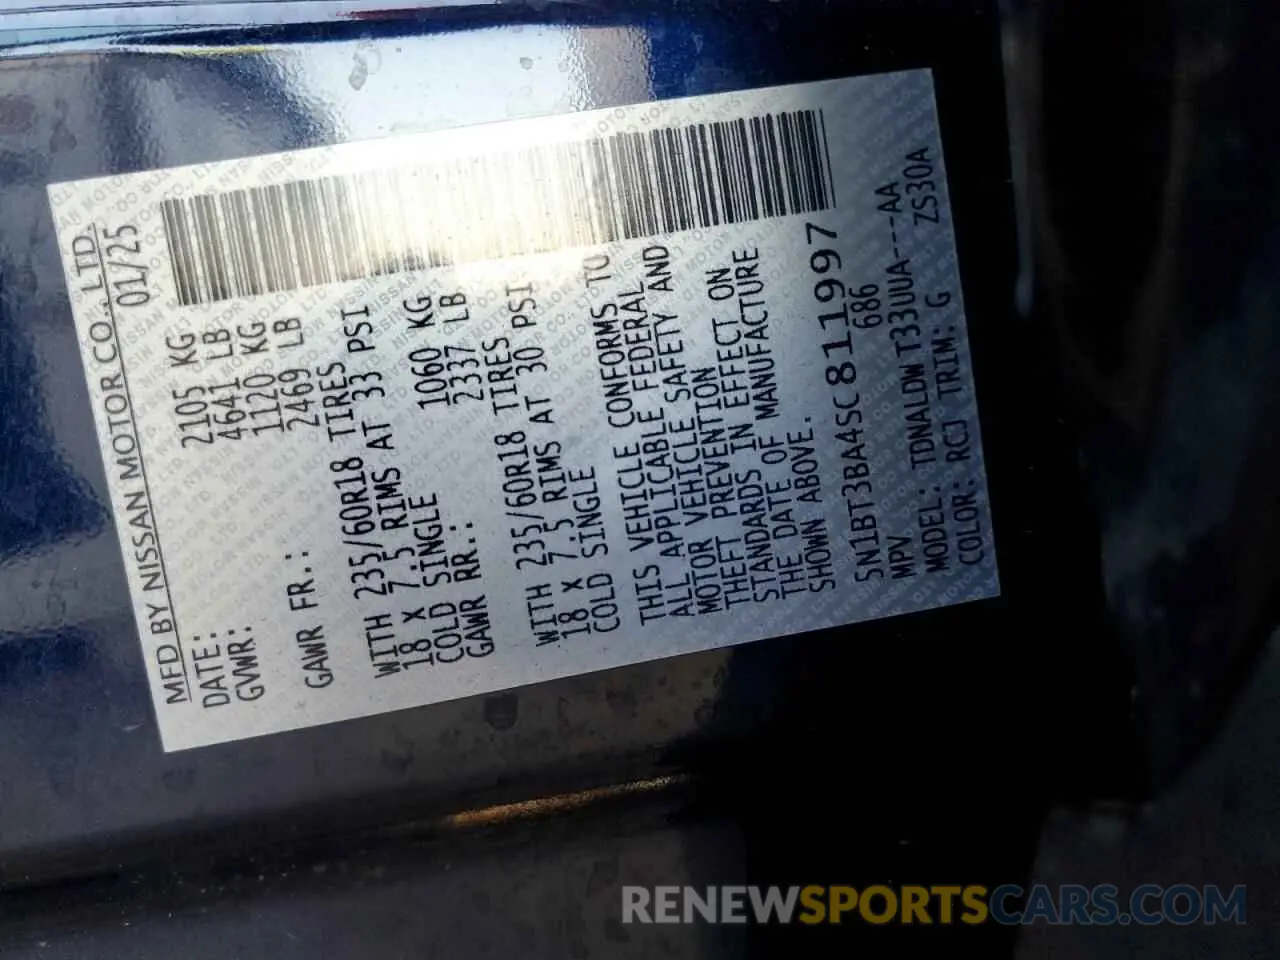 MFD BY NISSAN MOTOR CO., LTD.
DATE: 01/25
GVWR: 2105 KG
4641 LB
1120 KG
GAWR FR.: 2469 LB
WITH 235/60R18 TIRES
18 X 7.5 RIMS AT 33 PSI
COLD SINGLE
GAWR RR.: 1060 KG
2337 LB
WITH 235/60R18 TIRES
18 X 7.5 RIMS AT 30 PSI
COLD SINGLE
THIS VEHICLE CONFORMS TO
ALL APPLICABLE FEDERAL
MOTOR VEHICLE SAFETY AND
THEFT PREVENTION
STANDARDS IN EFFECT ON
THE DATE OF MANUFACTURE
SHOWN ABOVE.
5N1BT3BA4SC811997
MPV 686
MODEL: TDNALDW T33UUA---AA
COLOR: RCJ TRIM: G ZS30A
RENEWSPORTSCARS.COM